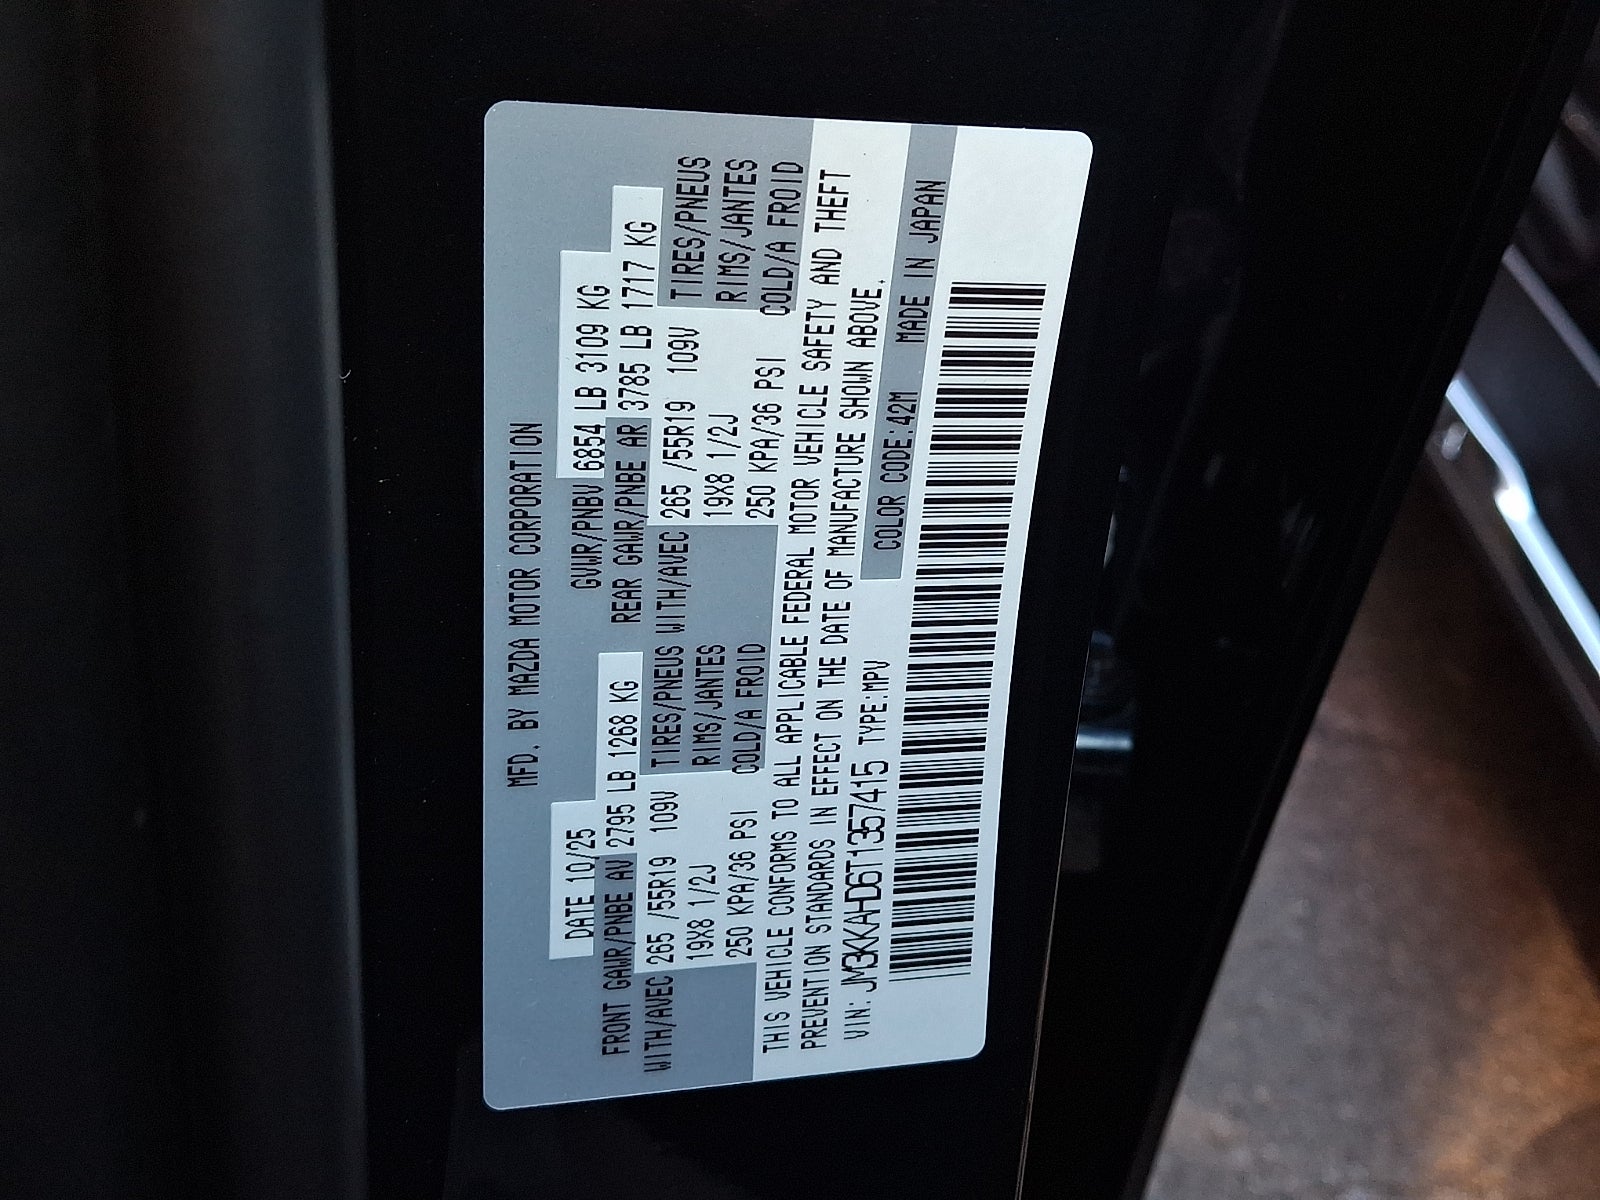 MFD. BY MAZDA MOTOR CORPORATION
DATE 10/25 GVWR/PNBV 6854 LB 3109 KG
FRONT GAWR/PNBE AV 2795 LB 1268 KG REAR GAWR/PNBE AR 3785 LB 1717 KG
WITH/AVEC 265 /55R19 109V TIRES/PNEUS WITH/AVEC 265 /55R19 109V TIRES/PNEUS
19X8 1/2J RIMS/JANTES 19X8 1/2J RIMS/JANTES
250 KPA/36 PSI COLD/A FROID 250 KPA/36 PSI COLD/A FROID
THIS VEHICLE CONFORMS TO ALL APPLICABLE FEDERAL MOTOR VEHICLE SAFETY AND THEFT
PREVENTION STANDARDS IN EFFECT ON THE DATE OF MANUFACTURE SHOWN ABOVE.
VIN: JM3KKAHD6T1357415 TYPE:MPV COLOR CODE:42M MADE IN JAPAN